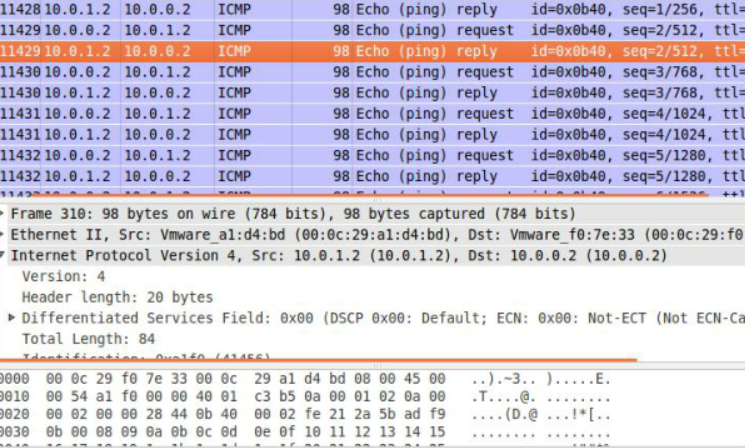 11428 10.0.1.2 10.0.0.2 ICMP 98 Echo (ping) reply id=0x0b40, seq=1/256, ttl=
11429 10.0.0.2 10.0.1.2 ICMP 98 Echo (ping) request id=0x0b40, seq=2/512, ttl=
11429 10.0.1.2 10.0.0.2 ICMP 98 Echo (ping) reply id=0x0b40, seq=2/512, ttl=
11430 10.0.0.2 10.0.1.2 ICMP 98 Echo (ping) request id=0x0b40, seq=3/768, ttl=
11430 10.0.1.2 10.0.0.2 ICMP 98 Echo (ping) reply id=0x0b40, seq=3/768, ttl=
11431 10.0.0.2 10.0.1.2 ICMP 98 Echo (ping) request id=0x0b40, seq=4/1024, ttl
11431 10.0.1.2 10.0.0.2 ICMP 98 Echo (ping) reply id=0x0b40, seq=4/1024, ttl
11432 10.0.0.2 10.0.1.2 ICMP 98 Echo (ping) request id=0x0b40, seq=5/1280, ttl
11432 10.0.1.2 10.0.0.2 ICMP 98 Echo (ping) reply id=0x0b40, seq=5/1280, ttl
Frame 310: 98 bytes on wire (784 bits), 98 bytes captured (784 bits)
Ethernet II, Src: Vmware_a1:d4:bd (00:0c:29:a1:d4:bd), Dst: Vmware_f0:7e:33 (00:0c:29:f0
Internet Protocol Version 4, Src: 10.0.1.2 (10.0.1.2), Dst: 10.0.0.2 (10.0.0.2)
Version: 4
Header length: 20 bytes
Differentiated Services Field: 0x00 (DSCP 0x00: Default; ECN: 0x00: Not-ECT (Not ECN-Ca
Total Length: 84
Identification: 0xa1f0 (41456)
0000 00 0c 29 f0 7e 33 00 0c 29 a1 d4 bd 08 00 45 00 ..).~3.. ).....E.
0010 00 54 a1 f0 00 00 40 01 c3 b5 0a 00 01 02 0a 00 .T....@. ........
0020 00 02 00 00 28 44 0b 40 00 02 fe 21 2a 5b ad f9 ....(D.@ ...!*[..
0030 0b 00 08 09 0a 0b 0c 0d 0e 0f 10 11 12 13 14 15 ........ ........